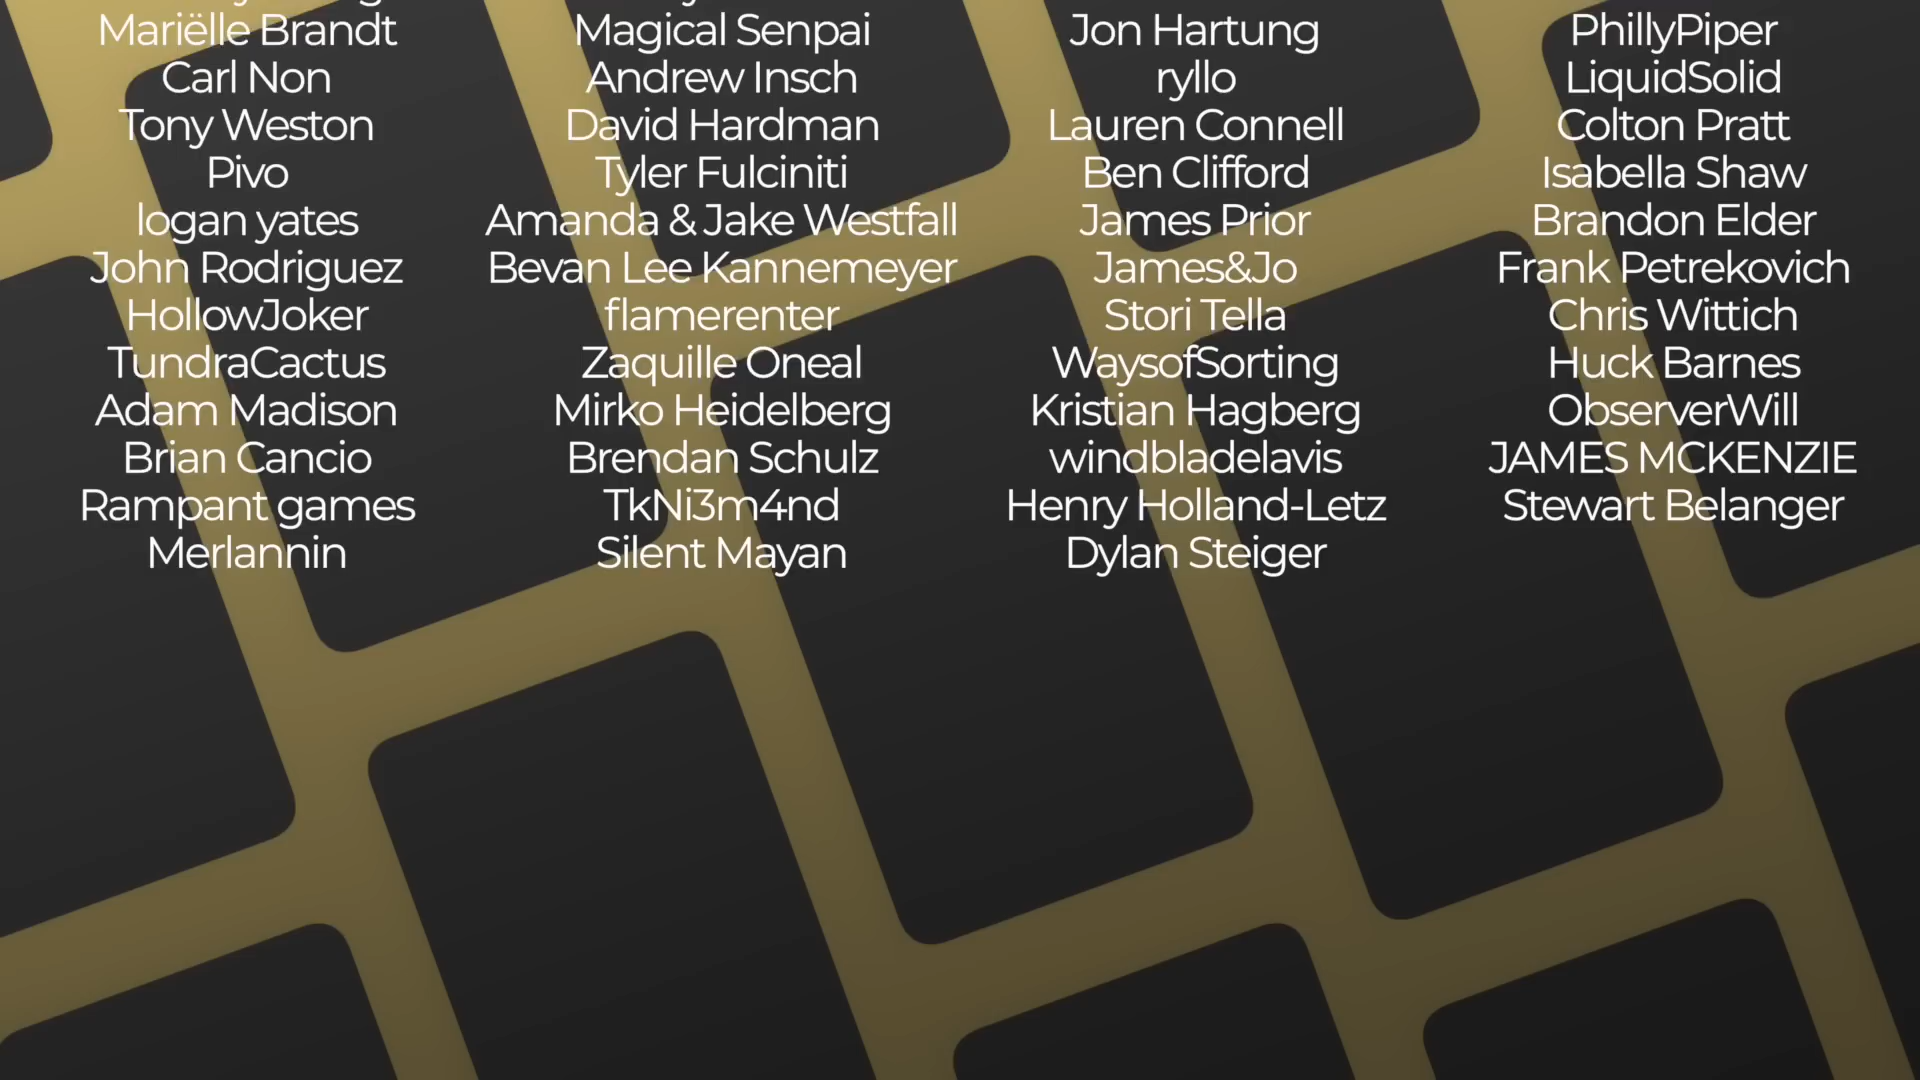 Mariëlle Brandt
Carl Non
Tony Weston
Pivo
logan yates
John Rodriguez
HollowJoker
TundraCactus
Adam Madison
Brian Cancio
Rampant games
Merlannin
Magical Senpai
Andrew Insch
David Hardman
Tyler Fulciniti
Amanda & Jake Westfall
Bevan Lee Kannemeyer
flamerenter
Zaquille Oneal
Mirko Heidelberg
Brendan Schulz
TkNi3m4nd
Silent Mayan
Jon Hartung
ryllo
Lauren Connell
Ben Clifford
James Prior
James&Jo
Stori Tella
WaysofSorting
Kristian Hagberg
windbladelavis
Henry Holland-Letz
Dylan Steiger
PhillyPiper
LiquidSolid
Colton Pratt
Isabella Shaw
Brandon Elder
Frank Petrekovich
Chris Wittich
Huck Barnes
ObserverWill
JAMES MCKENZIE
Stewart Belanger